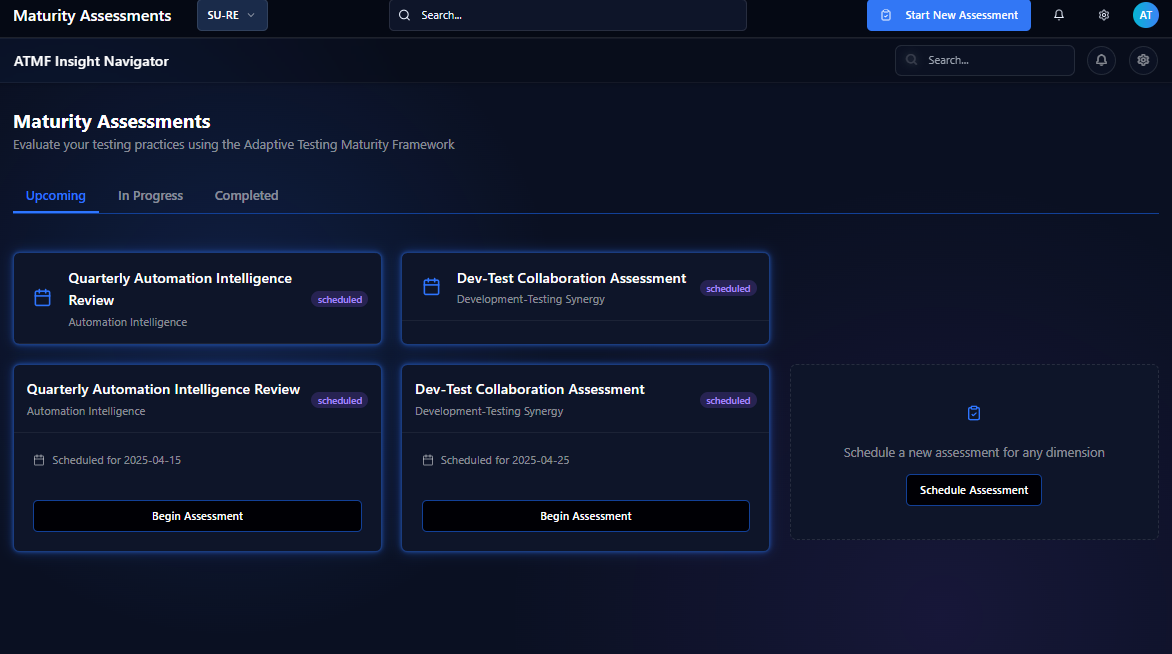 Maturity Assessments
SU-RE
Search...
Start New Assessment
AT
ATMF Insight Navigator
Search...
Maturity Assessments
Evaluate your testing practices using the Adaptive Testing Maturity Framework
Upcoming
In Progress
Completed
Quarterly Automation Intelligence
Review
Automation Intelligence
scheduled
Dev-Test Collaboration Assessment
Development-Testing Synergy
scheduled
Quarterly Automation Intelligence Review
Automation Intelligence
scheduled
Scheduled for 2025-04-15
Begin Assessment
Dev-Test Collaboration Assessment
Development-Testing Synergy
scheduled
Scheduled for 2025-04-25
Begin Assessment
Schedule a new assessment for any dimension
Schedule Assessment